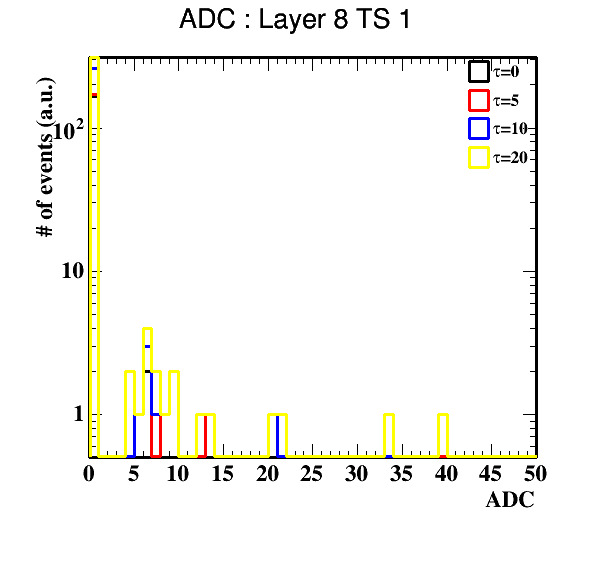 ADC : Layer 8 TS 1
# of events (a.u.)
10²
10
1
τ=0
τ=5
τ=10
τ=20
0 5 10 15 20 25 30 35 40 45 50
ADC